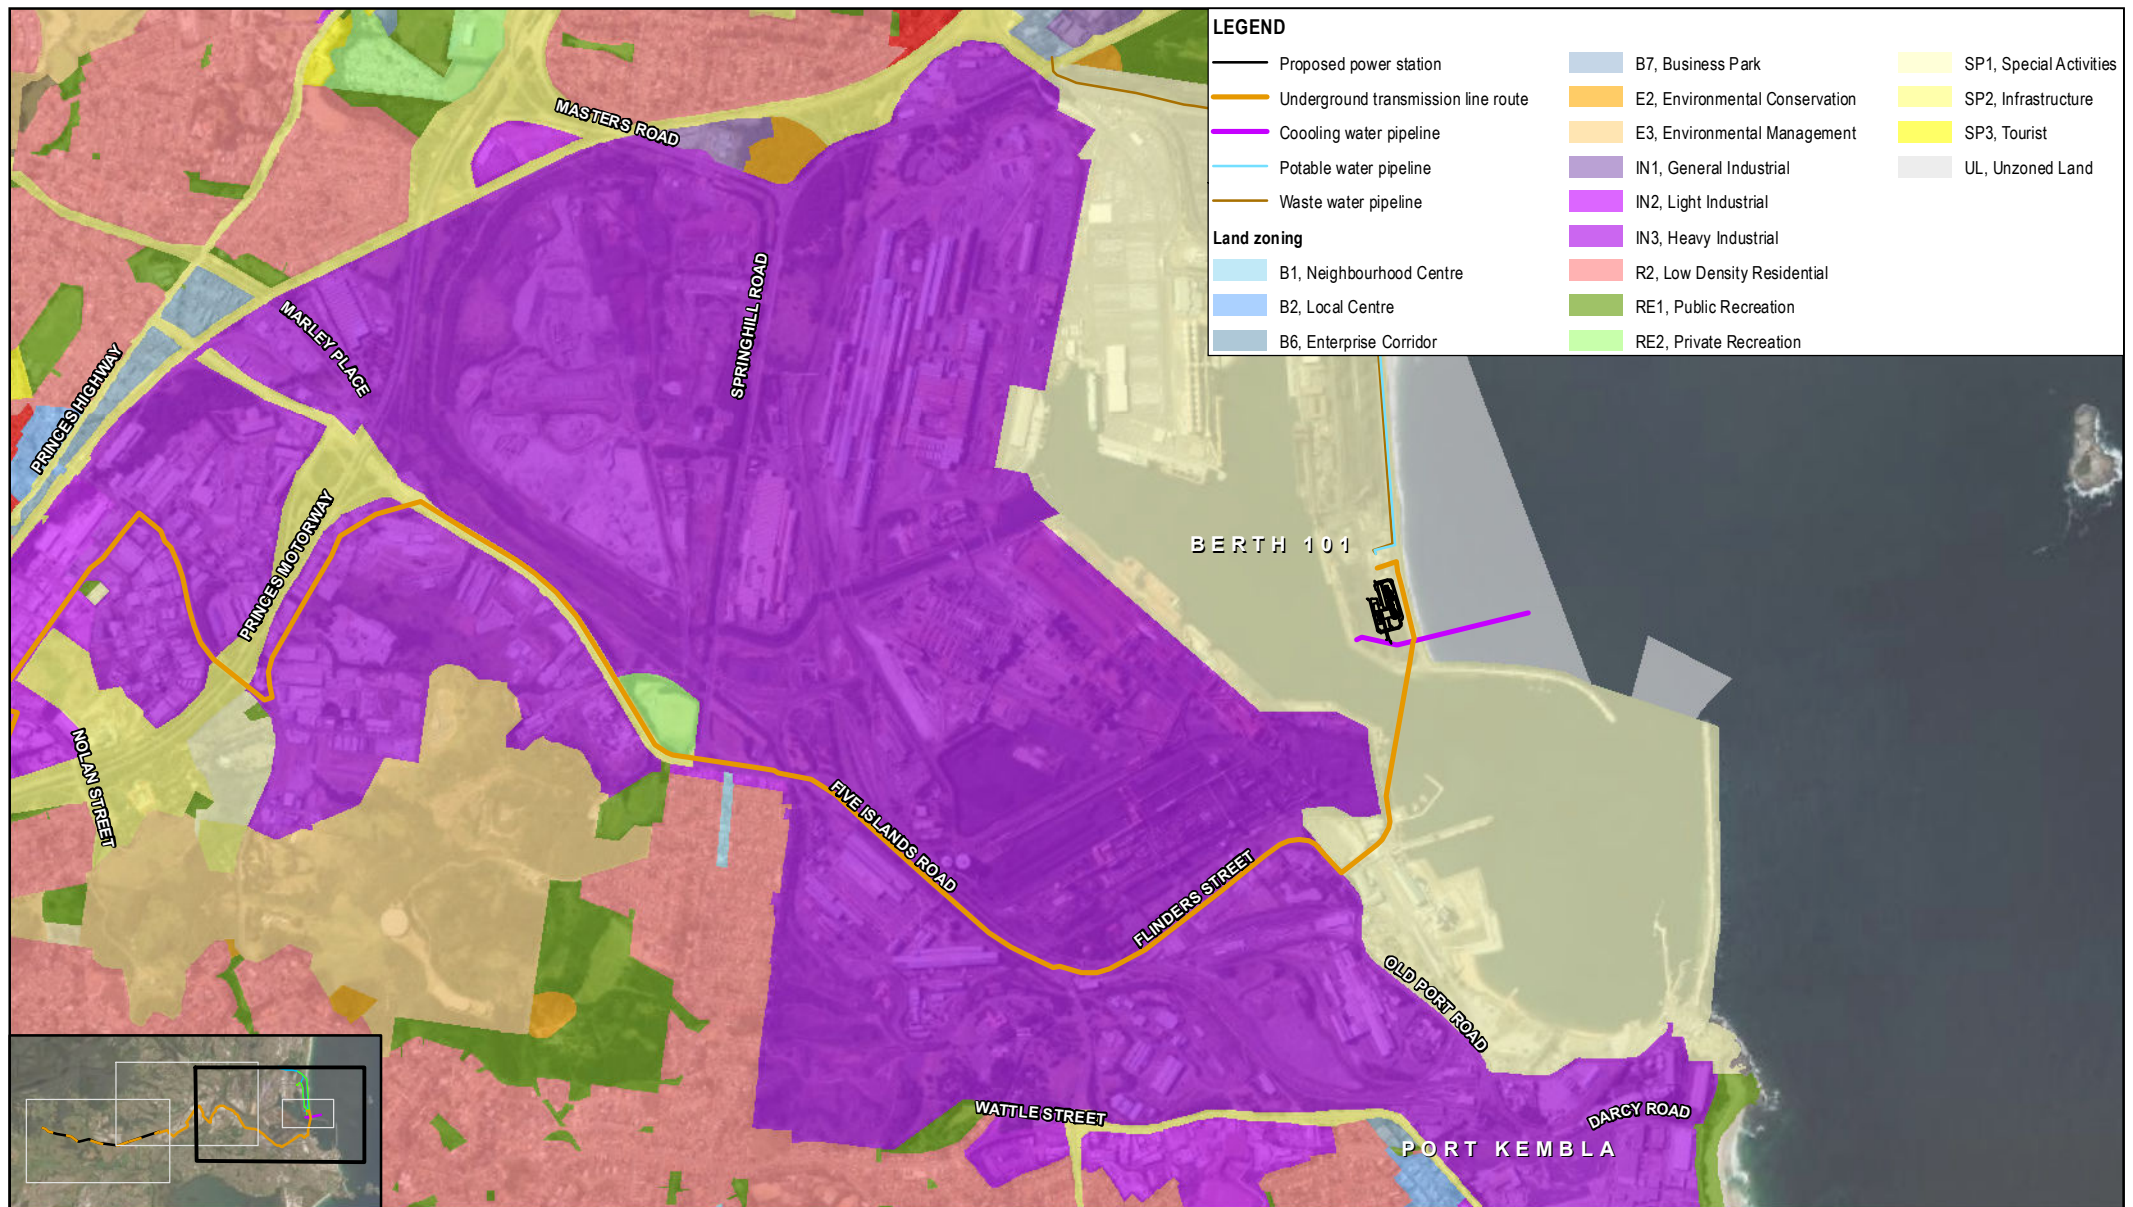 LEGEND
Proposed power station
Underground transmission line route
Coooling water pipeline
Potable water pipeline
Waste water pipeline
Land zoning
B1, Neighbourhood Centre
B2, Local Centre
B6, Enterprise Corridor
B7, Business Park
E2, Environmental Conservation
E3, Environmental Management
IN1, General Industrial
IN2, Light Industrial
IN3, Heavy Industrial
R2, Low Density Residential
RE1, Public Recreation
RE2, Private Recreation
SP1, Special Activities
SP2, Infrastructure
SP3, Tourist
UL, Unzoned Land
MASTERS ROAD
SPRINGHILL ROAD
MARLEY PLACE
PRINCES HIGHWAY
PRINCES MOTORWAY
BERTH 101
NOLAN STREET
FIVE ISLANDS ROAD
FLINDERS STREET
OLD PORT ROAD
WATTLE STREET
DARCY ROAD
PORT KEMBLA